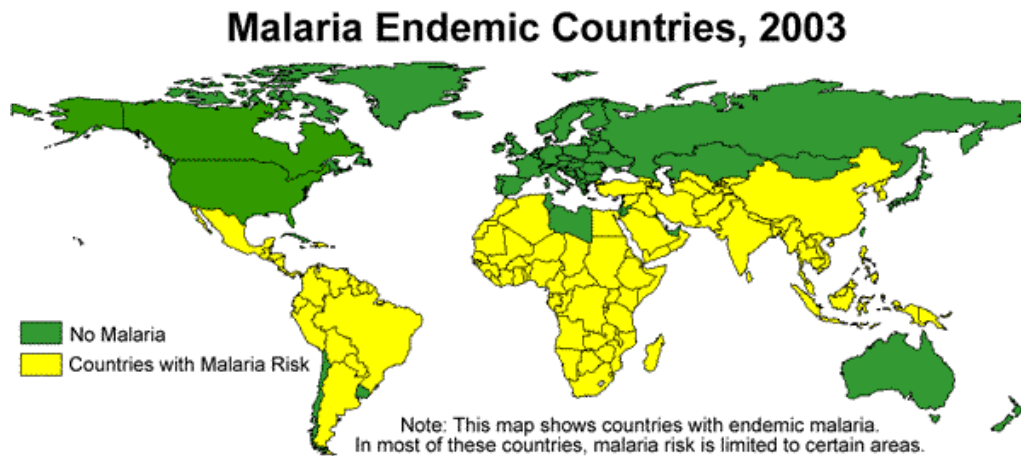 Malaria Endemic Countries, 2003
No Malaria
Countries with Malaria Risk
Note: This map shows countries with endemic malaria.
In most of these countries, malaria risk is limited to certain areas.